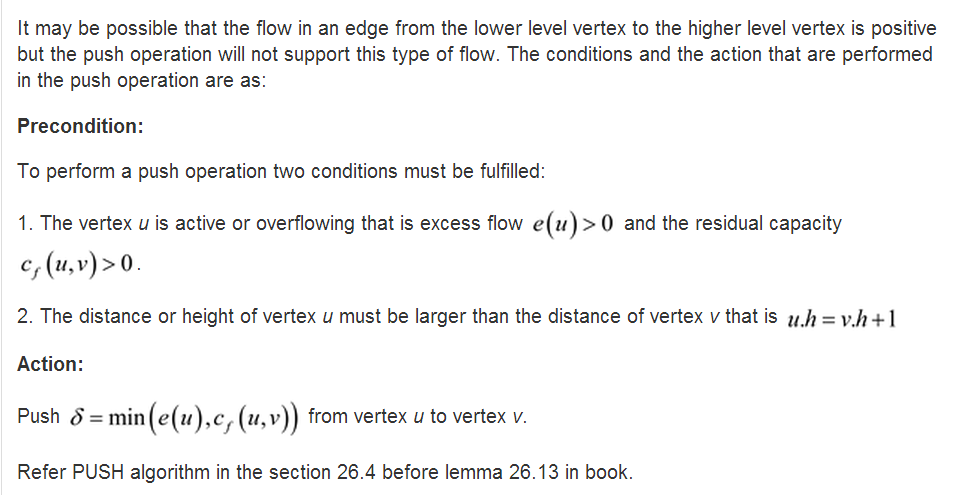 It may be possible that the flow in an edge from the lower level vertex to the higher level vertex is positive
but the push operation will not support this type of flow. The conditions and the action that are performed
in the push operation are as:
Precondition:
To perform a push operation two conditions must be fulfilled:
1. The vertex u is active or overflowing that is excess flow e(u)>0 and the residual capacity
c_f(u,v)>0.
2. The distance or height of vertex u must be larger than the distance of vertex v that is u.h=v.h+1
Action:
Push δ=min(e(u),c_f(u,v)) from vertex u to vertex v.
Refer PUSH algorithm in the section 26.4 before lemma 26.13 in book.